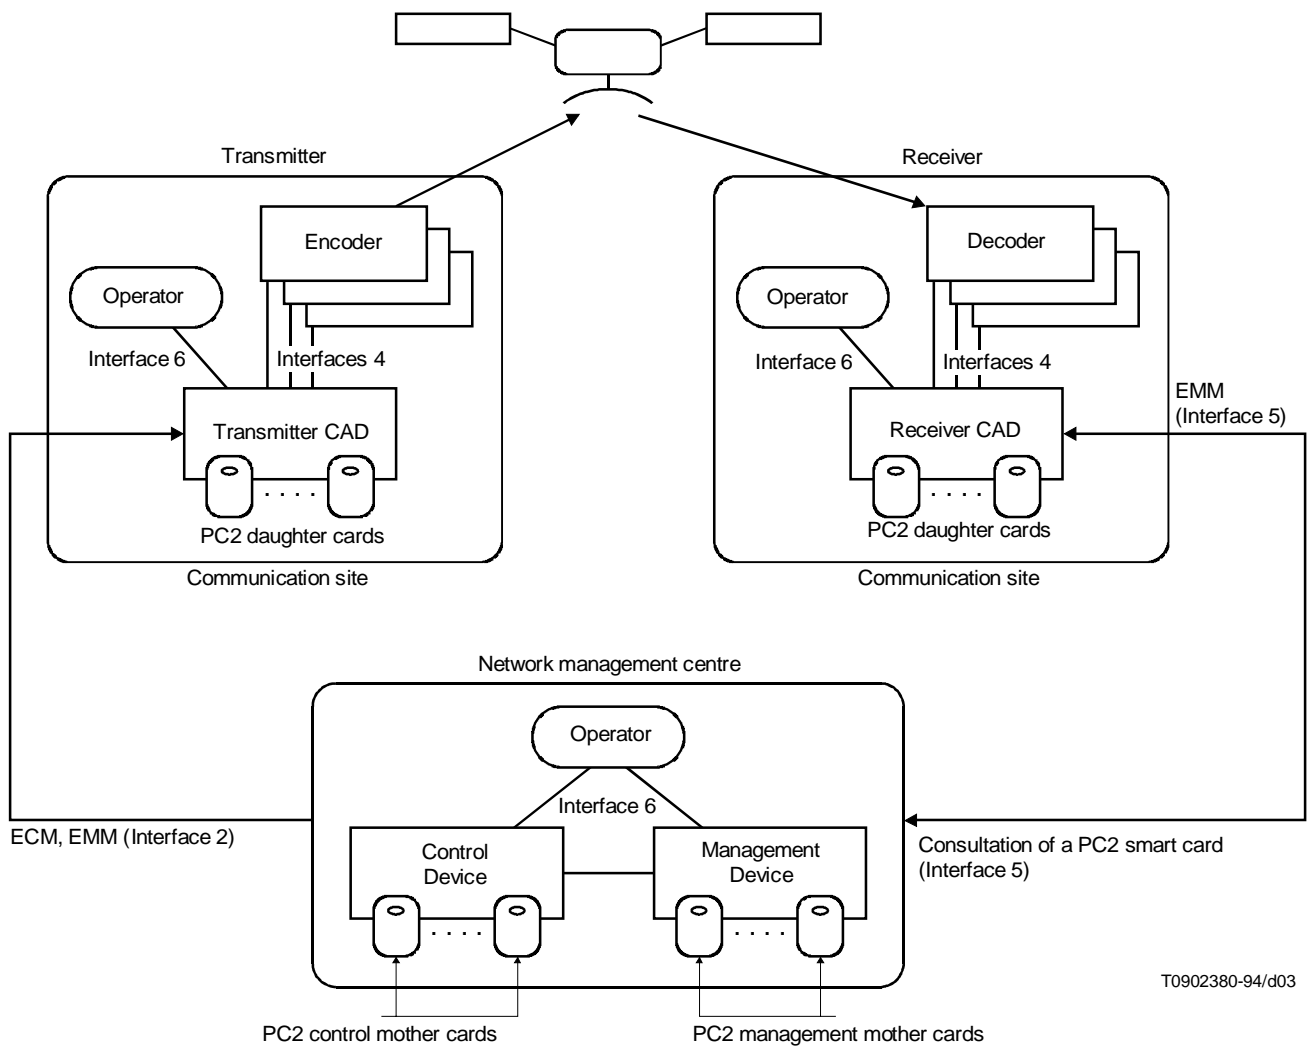 Transmitter
Receiver
Encoder
Decoder
Operator
Operator
Interface 6
Interfaces 4
Interface 6
Interfaces 4
EMM
(Interface 5)
Transmitter CAD
Receiver CAD
. . . .
. . . .
PC2 daughter cards
PC2 daughter cards
Communication site
Communication site
Network management centre
Operator
Interface 6
ECM, EMM (Interface 2)
Control
Device
Management
Device
Consultation of a PC2 smart card
(Interface 5)
. . . .
. . . .
T0902380-94/d03
PC2 control mother cards
PC2 management mother cards